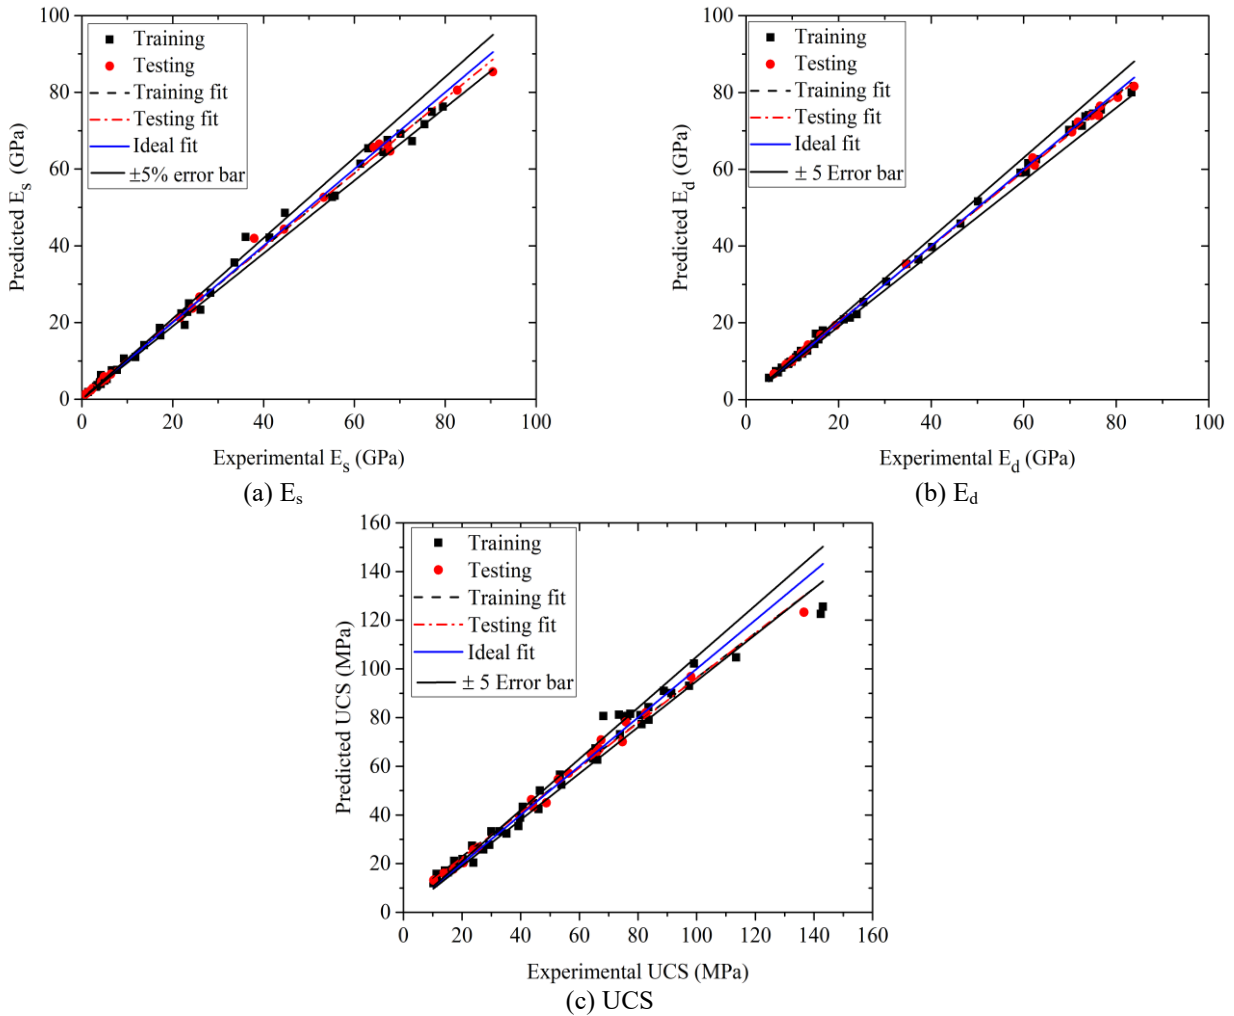 100
80
60
40
20
0
Predicted Es (GPa)
Training
Testing
Training fit
Testing fit
Ideal fit
±5% error bar
0 20 40 60 80 100
Experimental Es (GPa)
(a) Es
100
80
60
40
20
0
Predicted Ed (GPa)
Training
Testing
Training fit
Testing fit
Ideal fit
± 5 Error bar
0 20 40 60 80 100
Experimental Ed (GPa)
(b) Ed
160
140
120
100
80
60
40
20
0
Predicted UCS (MPa)
Training
Testing
Training fit
Testing fit
Ideal fit
± 5 Error bar
0 20 40 60 80 100 120 140 160
Experimental UCS (MPa)
(c) UCS